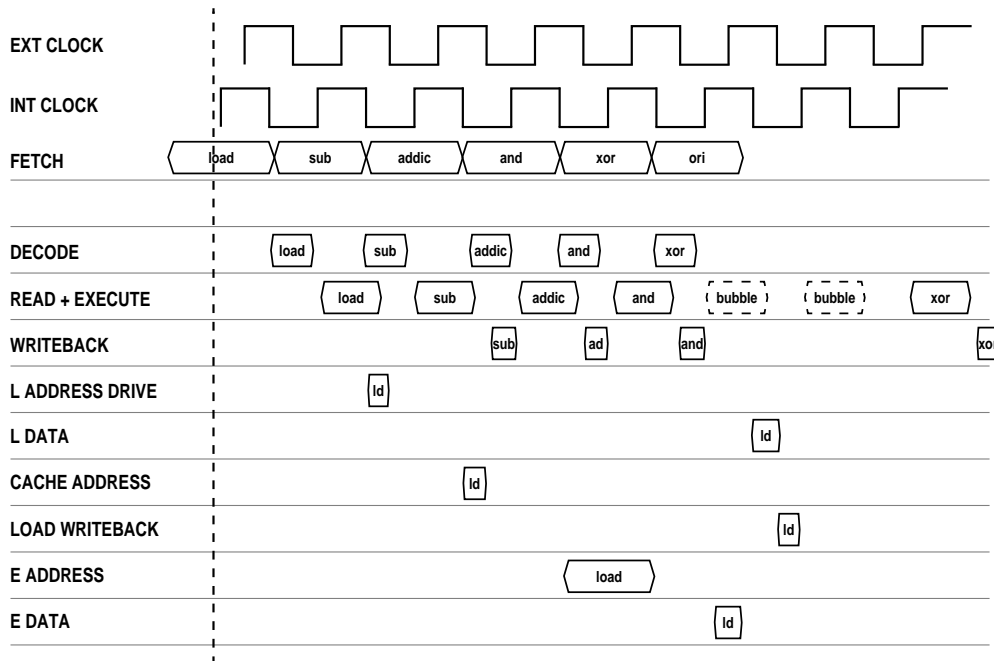 EXT CLOCK
INT CLOCK
FETCH load sub addic and xor ori
DECODE load sub addic and xor
READ + EXECUTE load sub addic and bubble bubble xor
WRITEBACK sub ad and xor
L ADDRESS DRIVE ld
L DATA ld
CACHE ADDRESS ld
LOAD WRITEBACK ld
E ADDRESS load
E DATA ld